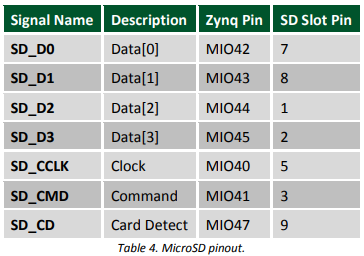 Signal Name Description Zynq Pin SD Slot Pin
SD_D0 Data[0] MIO42 7
SD_D1 Data[1] MIO43 8
SD_D2 Data[2] MIO44 1
SD_D3 Data[3] MIO45 2
SD_CCLK Clock MIO40 5
SD_CMD Command MIO41 3
SD_CD Card Detect MIO47 9
Table 4. MicroSD pinout.